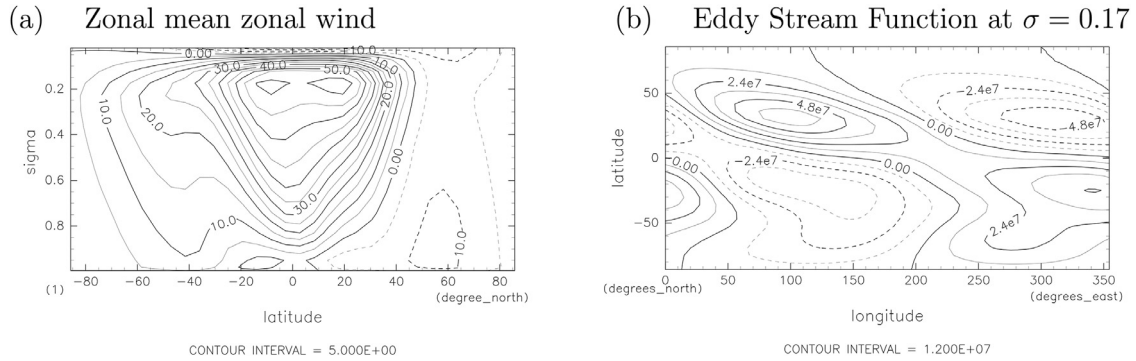 (a) Zonal mean zonal wind
0.00
10.0
30.0
40.0
50.0
10.0
20.0
10.0
20.0
0.00
30.0
10.0
10.0
0.2
0.4
0.6
0.8
sigma
−80 −60 −40 −20 0 20 40 60 80
(1)
(degree_north)
latitude
CONTOUR INTERVAL = 5.000E+00
(b) Eddy Stream Function at σ = 0.17
2.4e7
4.8e7
−2.4e7
−4.8e7
0.00
0.00
−2.4e7
0.00
2.4e7
50
0
−50
latitude
0 50 100 150 200 250 300 350
(degrees_north)
(degrees_east)
longitude
CONTOUR INTERVAL = 1.200E+07